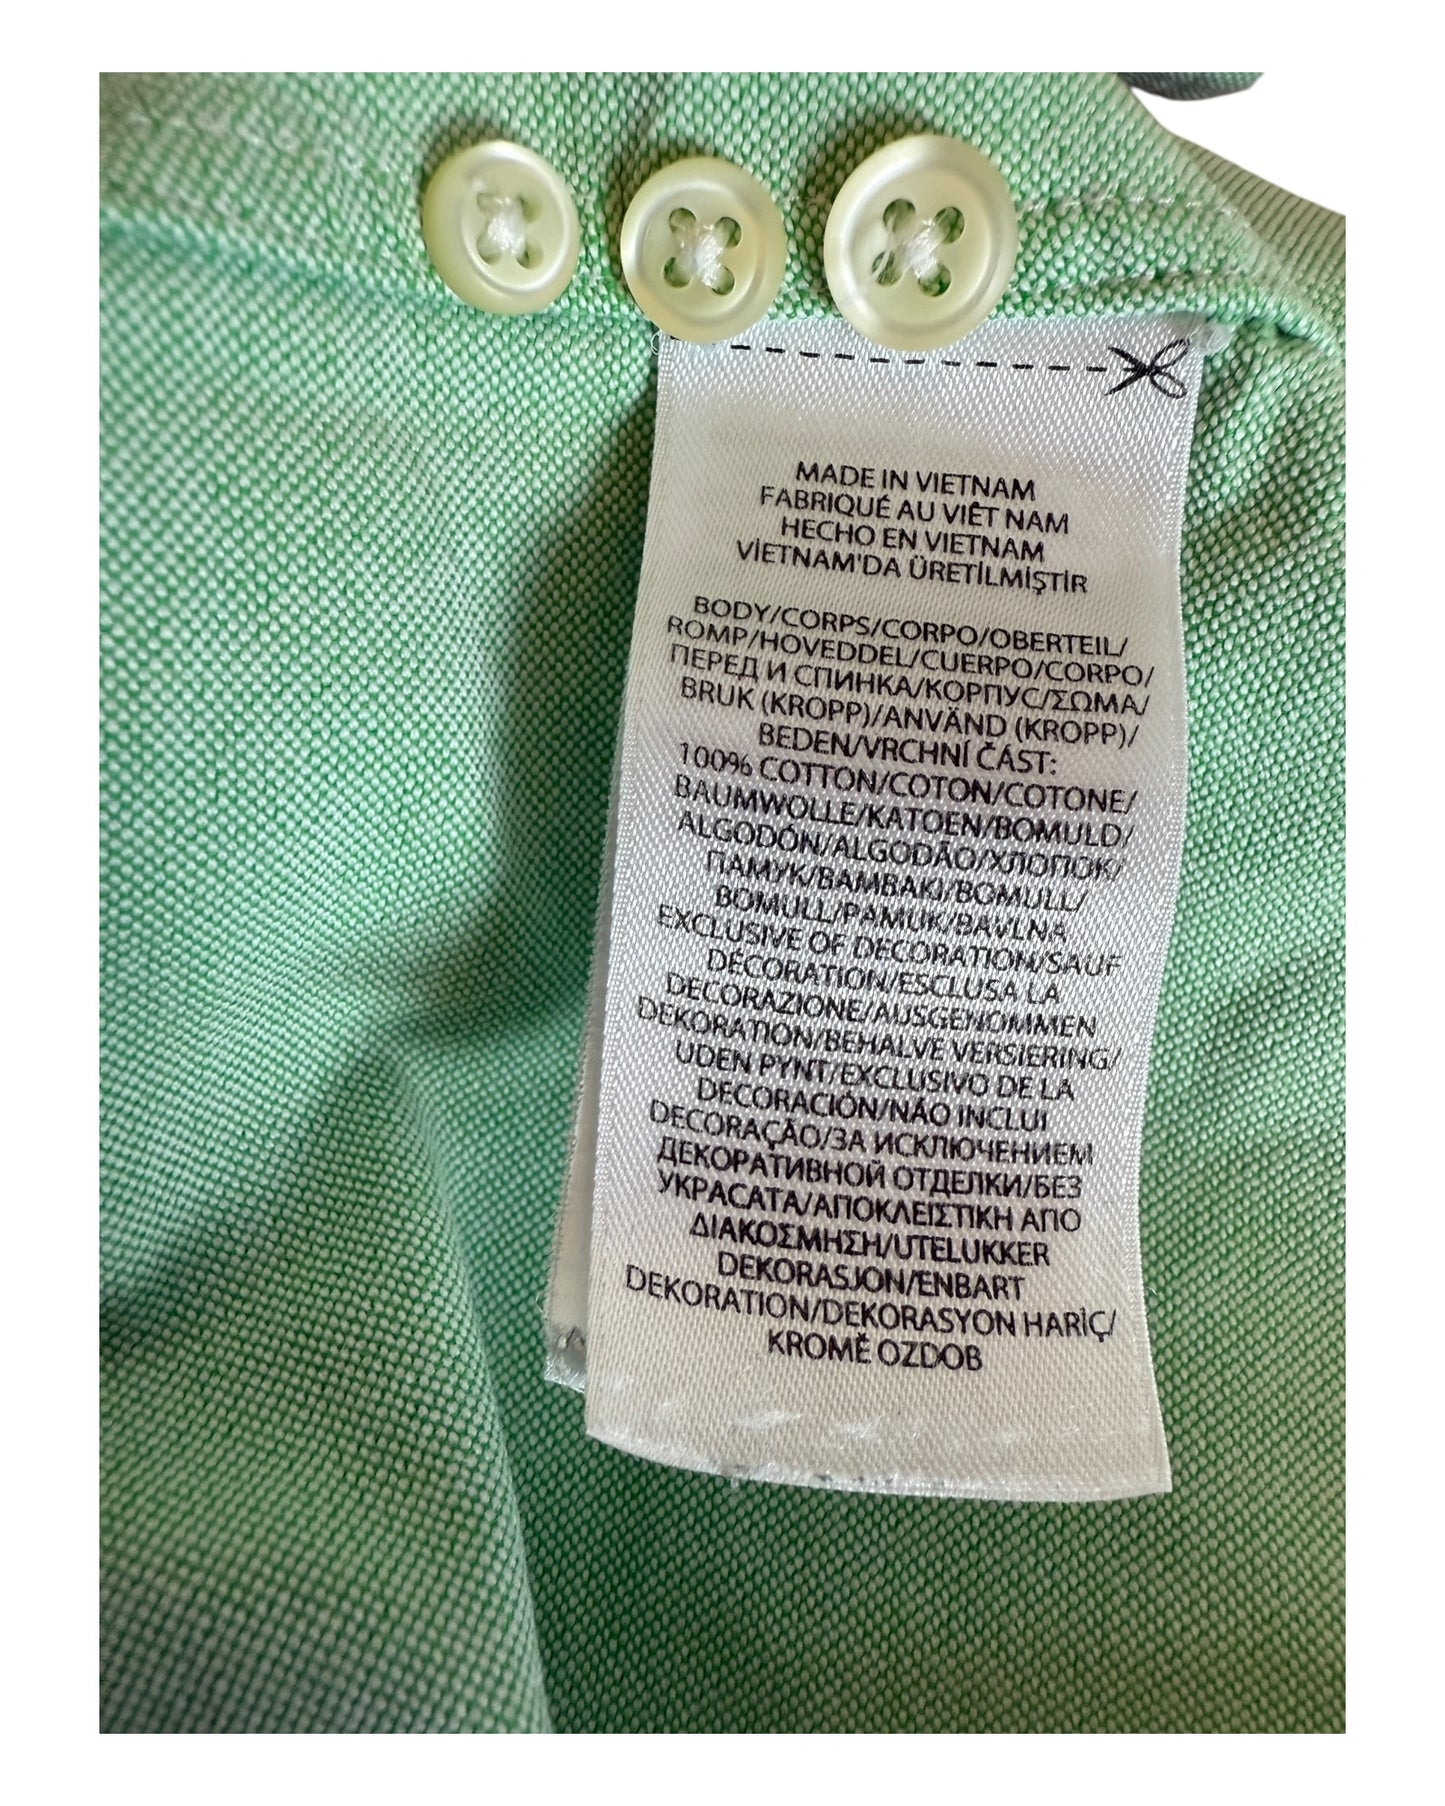 MADE IN VIETNAM
FABRIQUÉ AU VIÊT NAM
HECHO EN VIETNAM
VİETNAM'DA ÜRETİLMİŞTİR
BODY/CORPS/CORPO/OBERTEIL/
ROMP/HOVEDDEL/CUERPO/CORPO/
ПЕРЕД И СПИНКА/КОРПУС/ΣΩΜΑ/
BRUK (KROPP)/ANVÄND (KROPP)/
BEDEN/VRCHNÍ ČÁST:
100% COTTON/COTON/COTONE/
BAUMWOLLE/KATOEN/BOMULD/
ALGODÓN/ALGODÃO/ХЛОПОК/
ПАМУК/ΒΑΜΒΑΚΙ/BOMULL/
BOMULL/PAMUK/BAVLNA
EXCLUSIVE OF DECORATION/SAUF
DÉCORATION/ESCLUSA LA
DECORAZIONE/AUSGENOMMEN
DEKORATION/BEHALVE VERSIERING/
UDEN PYNT/EXCLUSIVO DE LA
DECORACIÓN/NÁO INCLUI
DECORAÇÃO/ЗА ИСКЛЮЧЕНИЕМ
ДЕКОРАТИВНОЙ ОТДЕЛКИ/БЕЗ
УКРАСАТА/ΑΠΟΚΛΕΙΣΤΙΚΗ ΑΠΟ
ΔΙΑΚΟΣΜΗΣΗ/UTELUKKER
DEKORASJON/ENBART
DEKORATION/DEKORASYON HARİÇ/
KROMĚ OZDOB